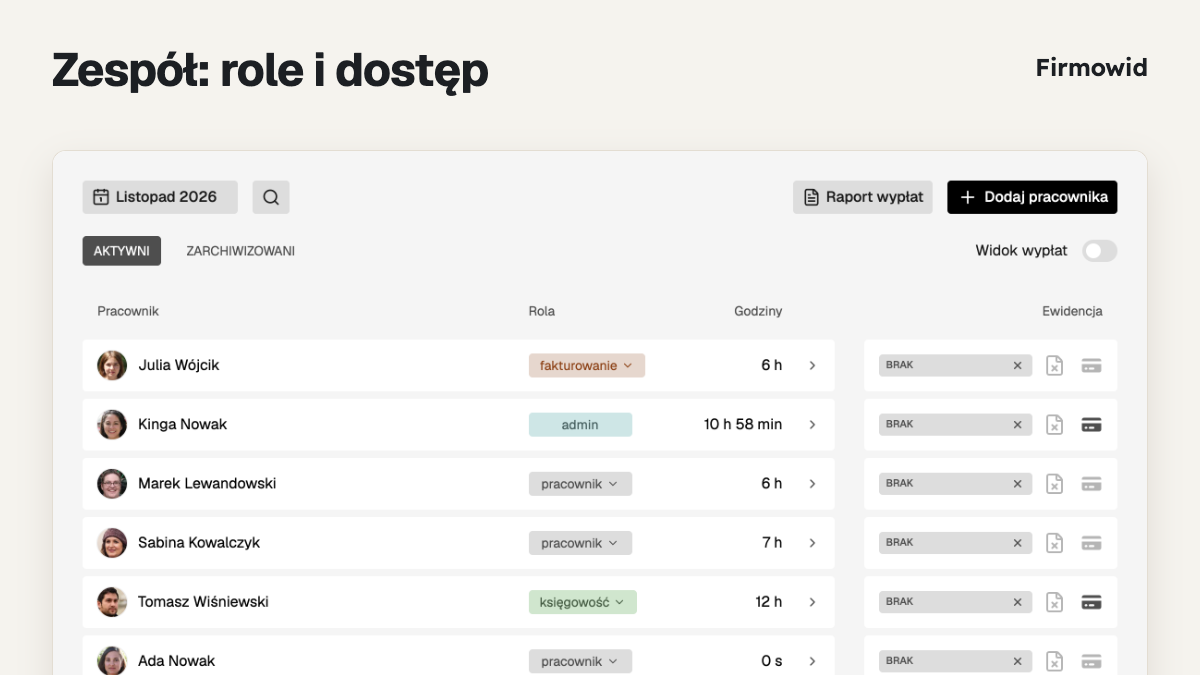 Zespół: role i dostęp
Firmowid
Listopad 2026
Raport wypłat
Dodaj pracownika
AKTYWNI
ZARCHIWIZOWANI
Widok wypłat
Pracownik Rola Godziny Ewidencja
Julia Wójcik fakturowanie 6 h BRAK
Kinga Nowak admin 10 h 58 min BRAK
Marek Lewandowski pracownik 6 h BRAK
Sabina Kowalczyk pracownik 7 h BRAK
Tomasz Wiśniewski księgowość 12 h BRAK
Ada Nowak pracownik 0 s BRAK